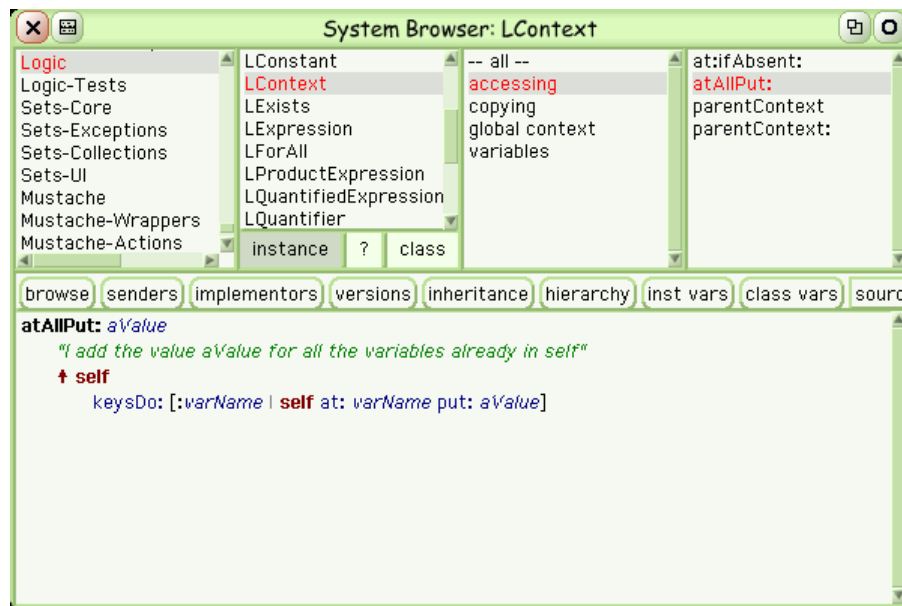 System Browser: LContext
Logic
Logic-Tests
Sets-Core
Sets-Exceptions
Sets-Collections
Sets-UI
Mustache
Mustache-Wrappers
Mustache-Actions
LConstant
LContext
LExists
LExpression
LForAll
LProductExpression
LQuantifiedExpression
LQuantifier
instance ? class
-- all --
accessing
copying
global context
variables
at:ifAbsent:
atAllPut:
parentContext
parentContext:
browse senders implementors versions inheritance hierarchy inst vars class vars sourc
atAllPut: aValue
"I add the value aValue for all the variables already in self"
↑ self
keysDo: [:varName | self at: varName put: aValue]